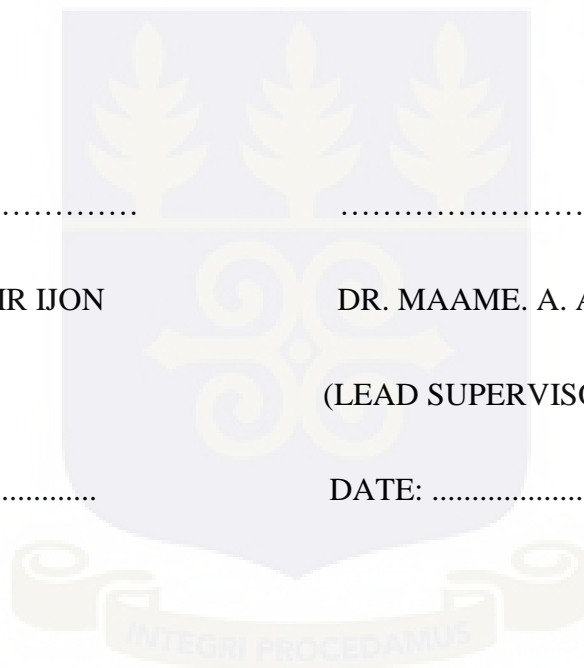 ………… …………………
IR IJON DR. MAAME. A. A
(LEAD SUPERVISO
............ DATE: ...................
INTEGRI PROCEDAMUS